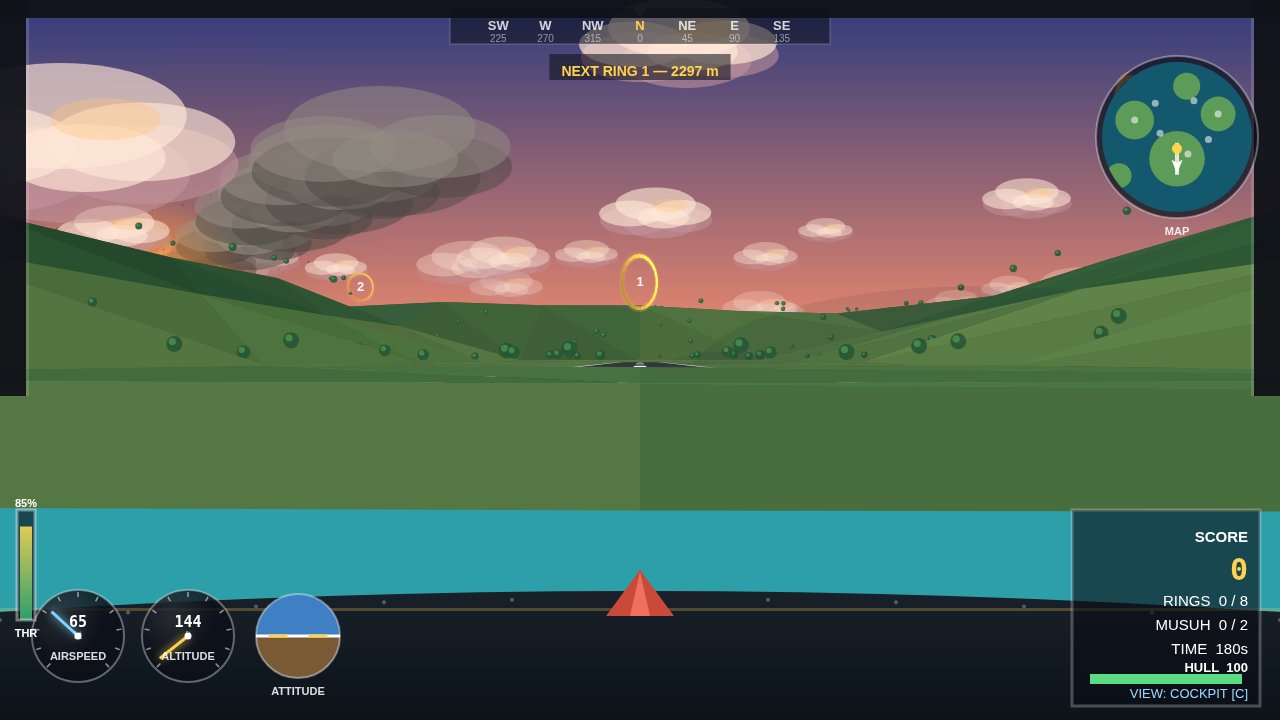 SW W NW N NE E SE
225 270 315 0 45 90 135
NEXT RING 1 — 2297 m
MAP
2
1
85%
THR
65
AIRSPEED
144
ALTITUDE
ATTITUDE
SCORE
0
RINGS 0 / 8
MUSUH 0 / 2
TIME 180s
HULL 100
VIEW: COCKPIT [C]